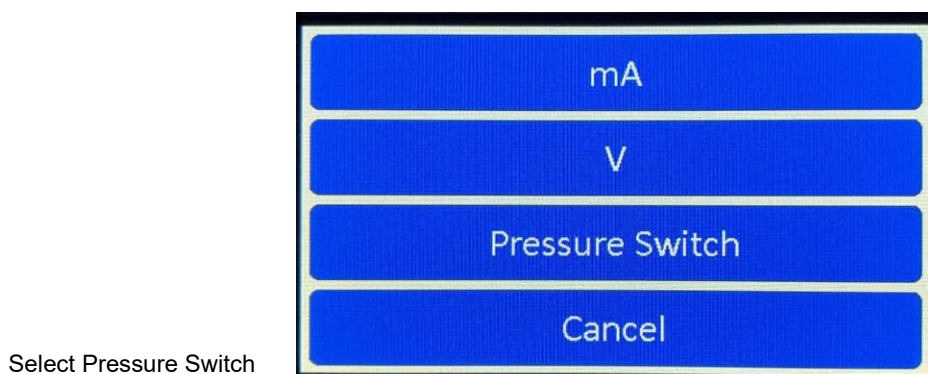 mA
V
Pressure Switch
Cancel
Select Pressure Switch